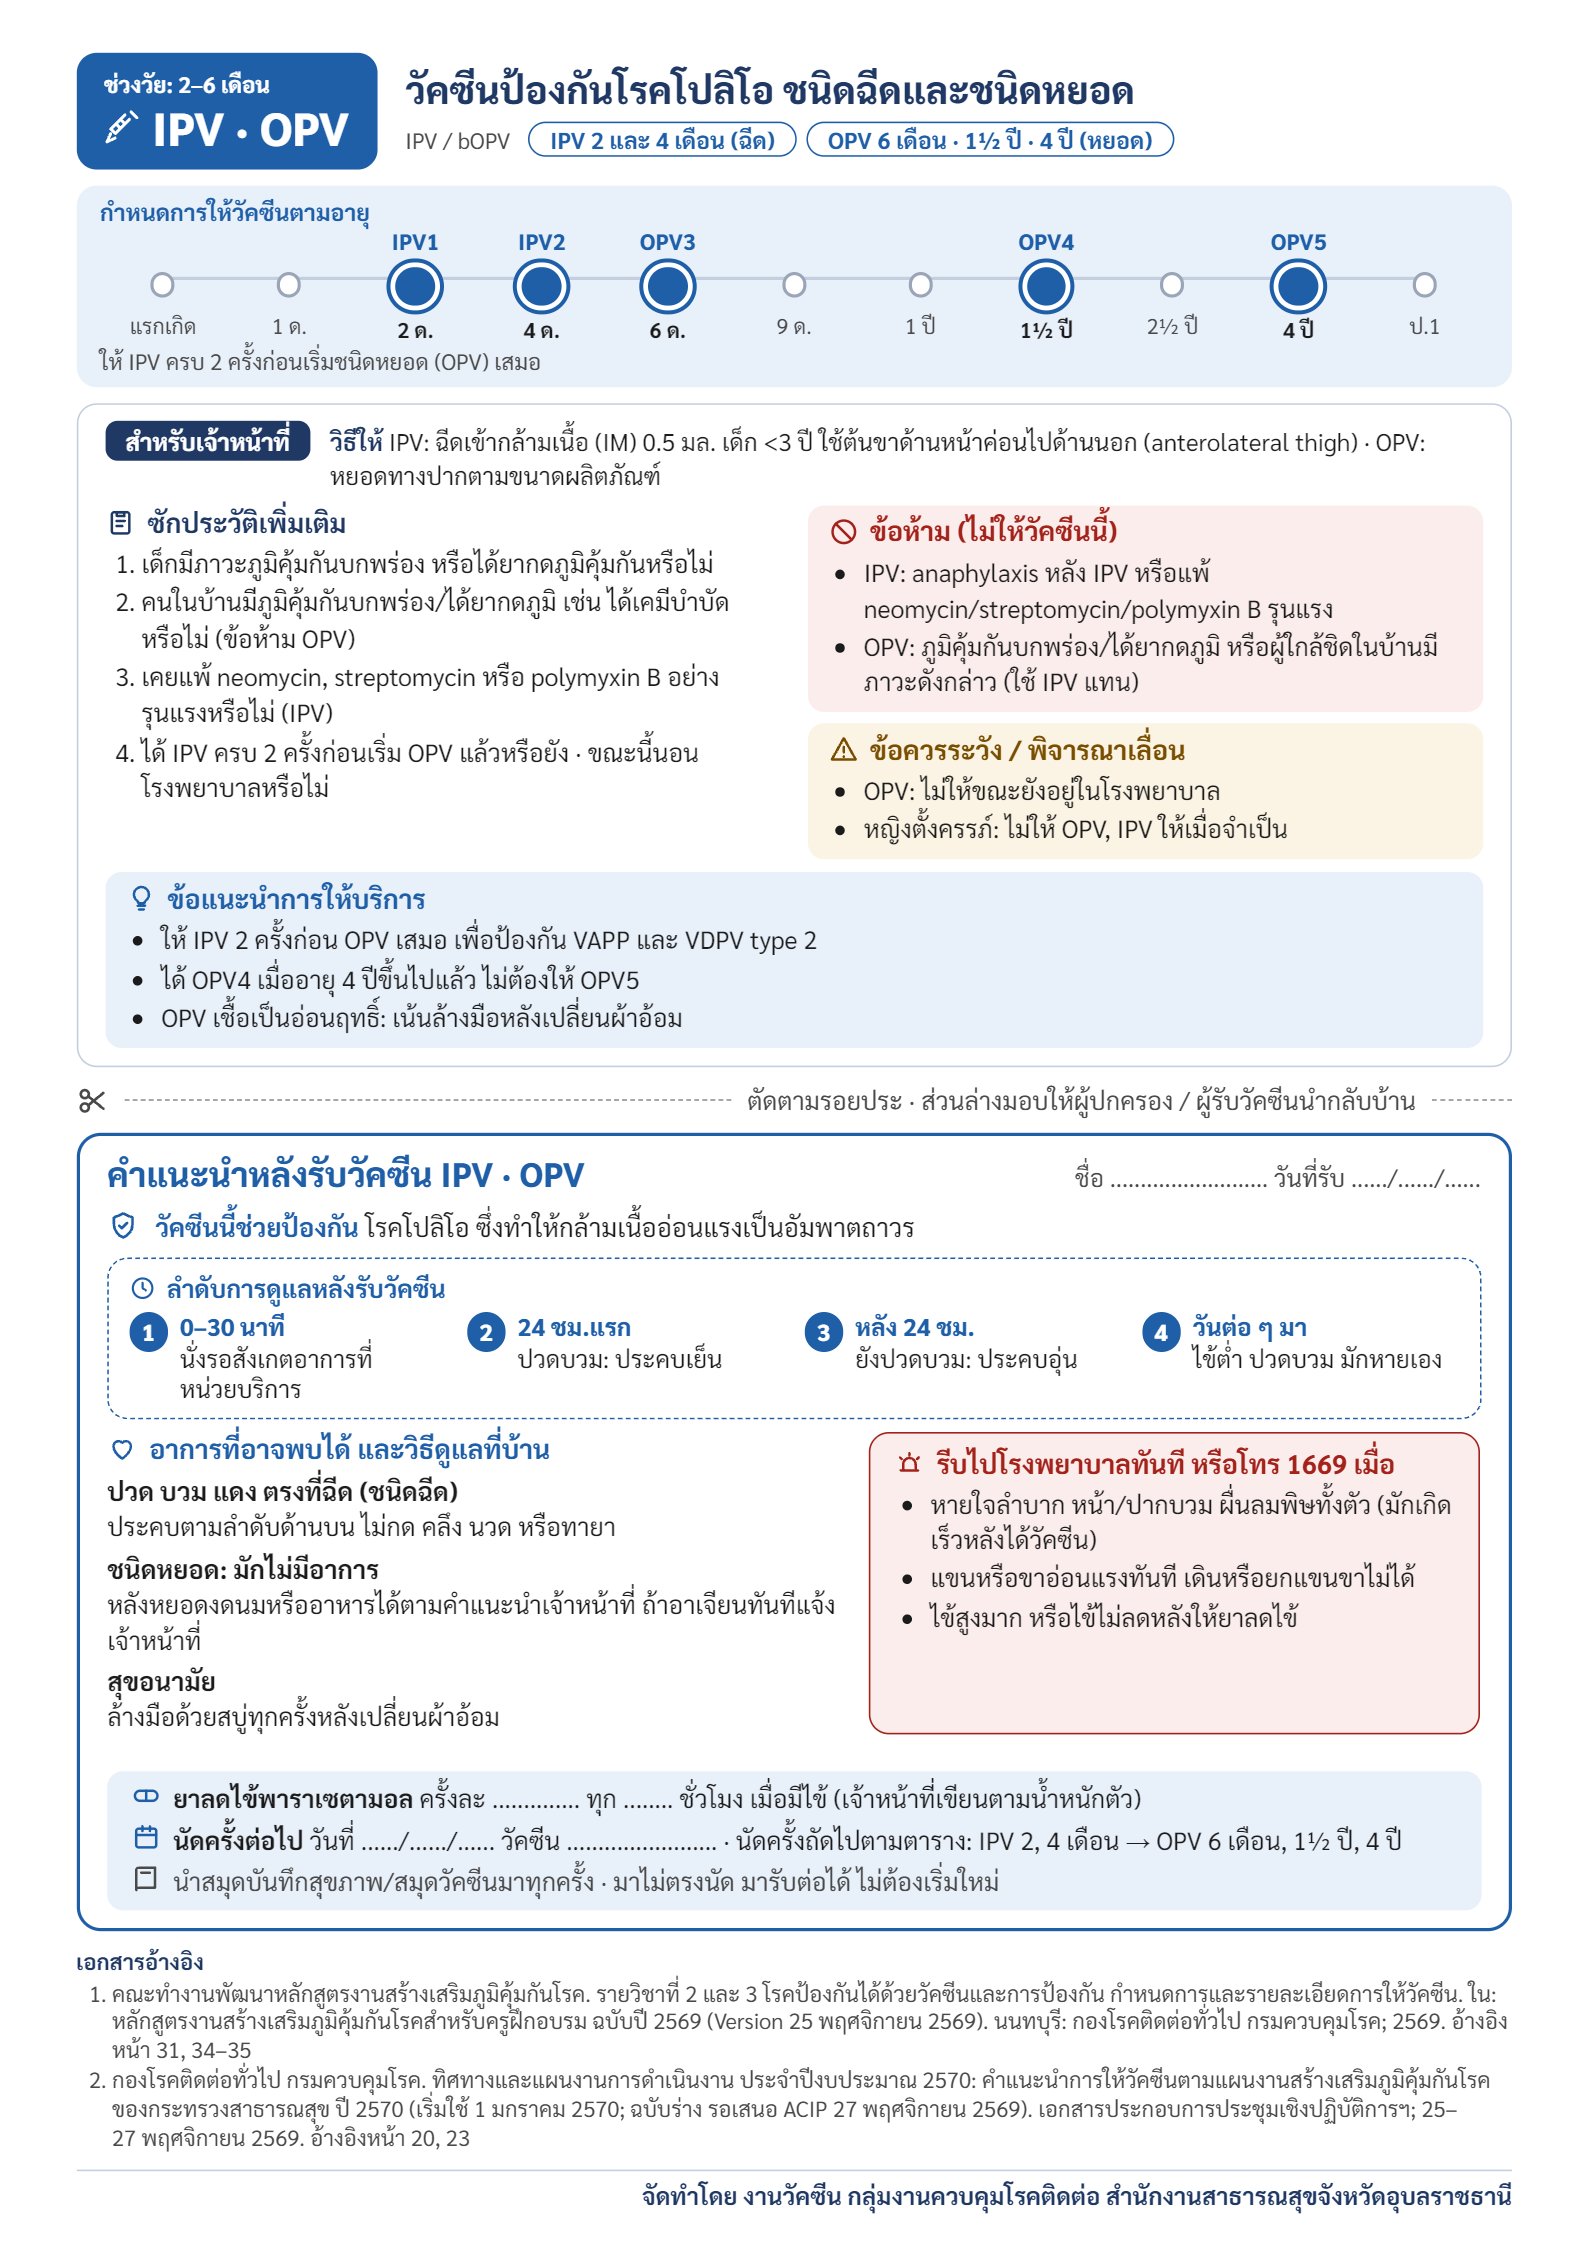 ช่วงวัย: 2–6 เดือน
IPV · OPV
วัคซีนป้องกันโรคโปลิโอ ชนิดฉีดและชนิดหยอด
IPV / bOPV
IPV 2 และ 4 เดือน (ฉีด)
OPV 6 เดือน · 1½ ปี · 4 ปี (หยอด)
กำหนดการให้วัคซีนตามอายุ
IPV1 IPV2 OPV3 OPV4 OPV5
แรกเกิด 1 ด. 2 ด. 4 ด. 6 ด. 9 ด. 1 ปี 1½ ปี 2½ ปี 4 ปี ป.1
ให้ IPV ครบ 2 ครั้งก่อนเริ่มชนิดหยอด (OPV) เสมอ
สำหรับเจ้าหน้าที่
วิธีให้ IPV: ฉีดเข้ากล้ามเนื้อ (IM) 0.5 มล. เด็ก <3 ปี ใช้ต้นขาด้านหน้าค่อนไปด้านนอก (anterolateral thigh) · OPV:
หยอดทางปากตามขนาดผลิตภัณฑ์
ซักประวัติเพิ่มเติม
1. เด็กมีภาวะภูมิคุ้มกันบกพร่อง หรือได้ยากดภูมิคุ้มกันหรือไม่
2. คนในบ้านมีภูมิคุ้มกันบกพร่อง/ได้ยากดภูมิ เช่น ได้เคมีบำบัด
หรือไม่ (ข้อห้าม OPV)
3. เคยแพ้ neomycin, streptomycin หรือ polymyxin B อย่าง
รุนแรงหรือไม่ (IPV)
4. ได้ IPV ครบ 2 ครั้งก่อนเริ่ม OPV แล้วหรือยัง · ขณะนี้นอน
โรงพยาบาลหรือไม่
ข้อห้าม (ไม่ให้วัคซีนนี้)
• IPV: anaphylaxis หลัง IPV หรือแพ้
neomycin/streptomycin/polymyxin B รุนแรง
• OPV: ภูมิคุ้มกันบกพร่อง/ได้ยากดภูมิ หรือผู้ใกล้ชิดในบ้านมี
ภาวะดังกล่าว (ใช้ IPV แทน)
ข้อควรระวัง / พิจารณาเลื่อน
• OPV: ไม่ให้ขณะยังอยู่ในโรงพยาบาล
• หญิงตั้งครรภ์: ไม่ให้ OPV, IPV ให้เมื่อจำเป็น
ข้อแนะนำการให้บริการ
• ให้ IPV 2 ครั้งก่อน OPV เสมอ เพื่อป้องกัน VAPP และ VDPV type 2
• ได้ OPV4 เมื่ออายุ 4 ปีขึ้นไปแล้ว ไม่ต้องให้ OPV5
• OPV เชื้อเป็นอ่อนฤทธิ์: เน้นล้างมือหลังเปลี่ยนผ้าอ้อม
ตัดตามรอยประ · ส่วนล่างมอบให้ผู้ปกครอง / ผู้รับวัคซีนนำกลับบ้าน
คำแนะนำหลังรับวัคซีน IPV · OPV
ชื่อ .......................... วันที่รับ ....../....../......
วัคซีนนี้ช่วยป้องกัน โรคโปลิโอ ซึ่งทำให้กล้ามเนื้ออ่อนแรงเป็นอัมพาตถาวร
ลำดับการดูแลหลังรับวัคซีน
1 0–30 นาที
นั่งรอสังเกตอาการที่
หน่วยบริการ
2 24 ชม.แรก
ปวดบวม: ประคบเย็น
3 หลัง 24 ชม.
ยังปวดบวม: ประคบอุ่น
4 วันต่อ ๆ มา
ไข้ต่ำ ปวดบวม มักหายเอง
อาการที่อาจพบได้ และวิธีดูแลที่บ้าน
ปวด บวม แดง ตรงที่ฉีด (ชนิดฉีด)
ประคบตามลำดับด้านบน ไม่กด คลึง นวด หรือทายา
ชนิดหยอด: มักไม่มีอาการ
หลังหยอดงดนมหรืออาหารได้ตามคำแนะนำเจ้าหน้าที่ ถ้าอาเจียนทันทีแจ้ง
เจ้าหน้าที่
สุขอนามัย
ล้างมือด้วยสบู่ทุกครั้งหลังเปลี่ยนผ้าอ้อม
รีบไปโรงพยาบาลทันที หรือโทร 1669 เมื่อ
• หายใจลำบาก หน้า/ปากบวม ผื่นลมพิษทั้งตัว (มักเกิด
เร็วหลังได้วัคซีน)
• แขนหรือขาอ่อนแรงทันที เดินหรือยกแขนขาไม่ได้
• ไข้สูงมาก หรือไข้ไม่ลดหลังให้ยาลดไข้
ยาลดไข้พาราเซตามอล ครั้งละ .............. ทุก ........ ชั่วโมง เมื่อมีไข้ (เจ้าหน้าที่เขียนตามน้ำหนักตัว)
นัดครั้งต่อไป วันที่ ....../....../...... วัคซีน ........................ · นัดครั้งถัดไปตามตาราง: IPV 2, 4 เดือน → OPV 6 เดือน, 1½ ปี, 4 ปี
นำสมุดบันทึกสุขภาพ/สมุดวัคซีนมาทุกครั้ง · มาไม่ตรงนัด มารับต่อได้ ไม่ต้องเริ่มใหม่
เอกสารอ้างอิง
1. คณะทำงานพัฒนาหลักสูตรงานสร้างเสริมภูมิคุ้มกันโรค. รายวิชาที่ 2 และ 3 โรคป้องกันได้ด้วยวัคซีนและการป้องกัน กำหนดการและรายละเอียดการให้วัคซีน. ใน:
หลักสูตรงานสร้างเสริมภูมิคุ้มกันโรคสำหรับครูฝึกอบรม ฉบับปี 2569 (Version 25 พฤศจิกายน 2569). นนทบุรี: กองโรคติดต่อทั่วไป กรมควบคุมโรค; 2569. อ้างอิง
หน้า 31, 34–35
2. กองโรคติดต่อทั่วไป กรมควบคุมโรค. ทิศทางและแผนงานการดำเนินงาน ประจำปีงบประมาณ 2570: คำแนะนำการให้วัคซีนตามแผนงานสร้างเสริมภูมิคุ้มกันโรค
ของกระทรวงสาธารณสุข ปี 2570 (เริ่มใช้ 1 มกราคม 2570; ฉบับร่าง รอเสนอ ACIP 27 พฤศจิกายน 2569). เอกสารประกอบการประชุมเชิงปฏิบัติการฯ; 25–
27 พฤศจิกายน 2569. อ้างอิงหน้า 20, 23
จัดทำโดย งานวัคซีน กลุ่มงานควบคุมโรคติดต่อ สำนักงานสาธารณสุขจังหวัดอุบลราชธานี